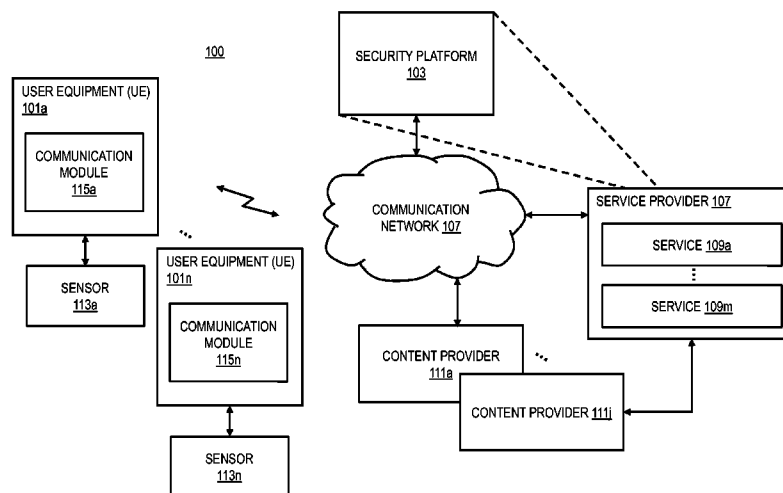 100
SECURITY PLATFORM
103
USER EQUIPMENT (UE)
101a
COMMUNICATION
MODULE
115a
SENSOR
113a
...
USER EQUIPMENT (UE)
101n
COMMUNICATION
MODULE
115n
SENSOR
113n
COMMUNICATION
NETWORK 107
SERVICE PROVIDER 107
SERVICE 109a
...
SERVICE 109m
CONTENT PROVIDER
111a
...
CONTENT PROVIDER 111j